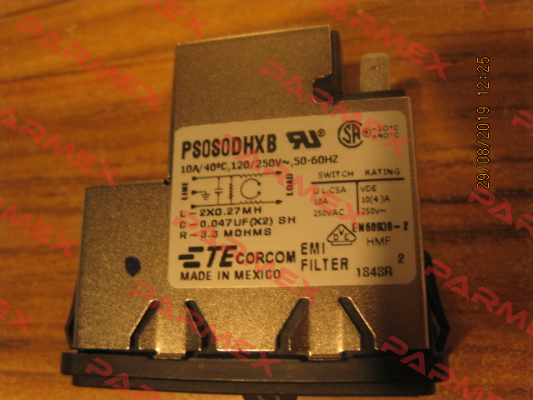 PS0S0DHXB
10A/40°C,120/250V~,50-60HZ
SWITCH RATING
LINE
LOAD
UL,CSA
10A
250VAC
VDE
10(4)A
250V~
L-2X0.27MH
C-0.047UF(X2) SH
R-3.3 MOHMS
EN60939-2
HMF
TE CORCOM
EMI
FILTER
MADE IN MEXICO
1848R
2
29/08/2019 12:25
PARMEX